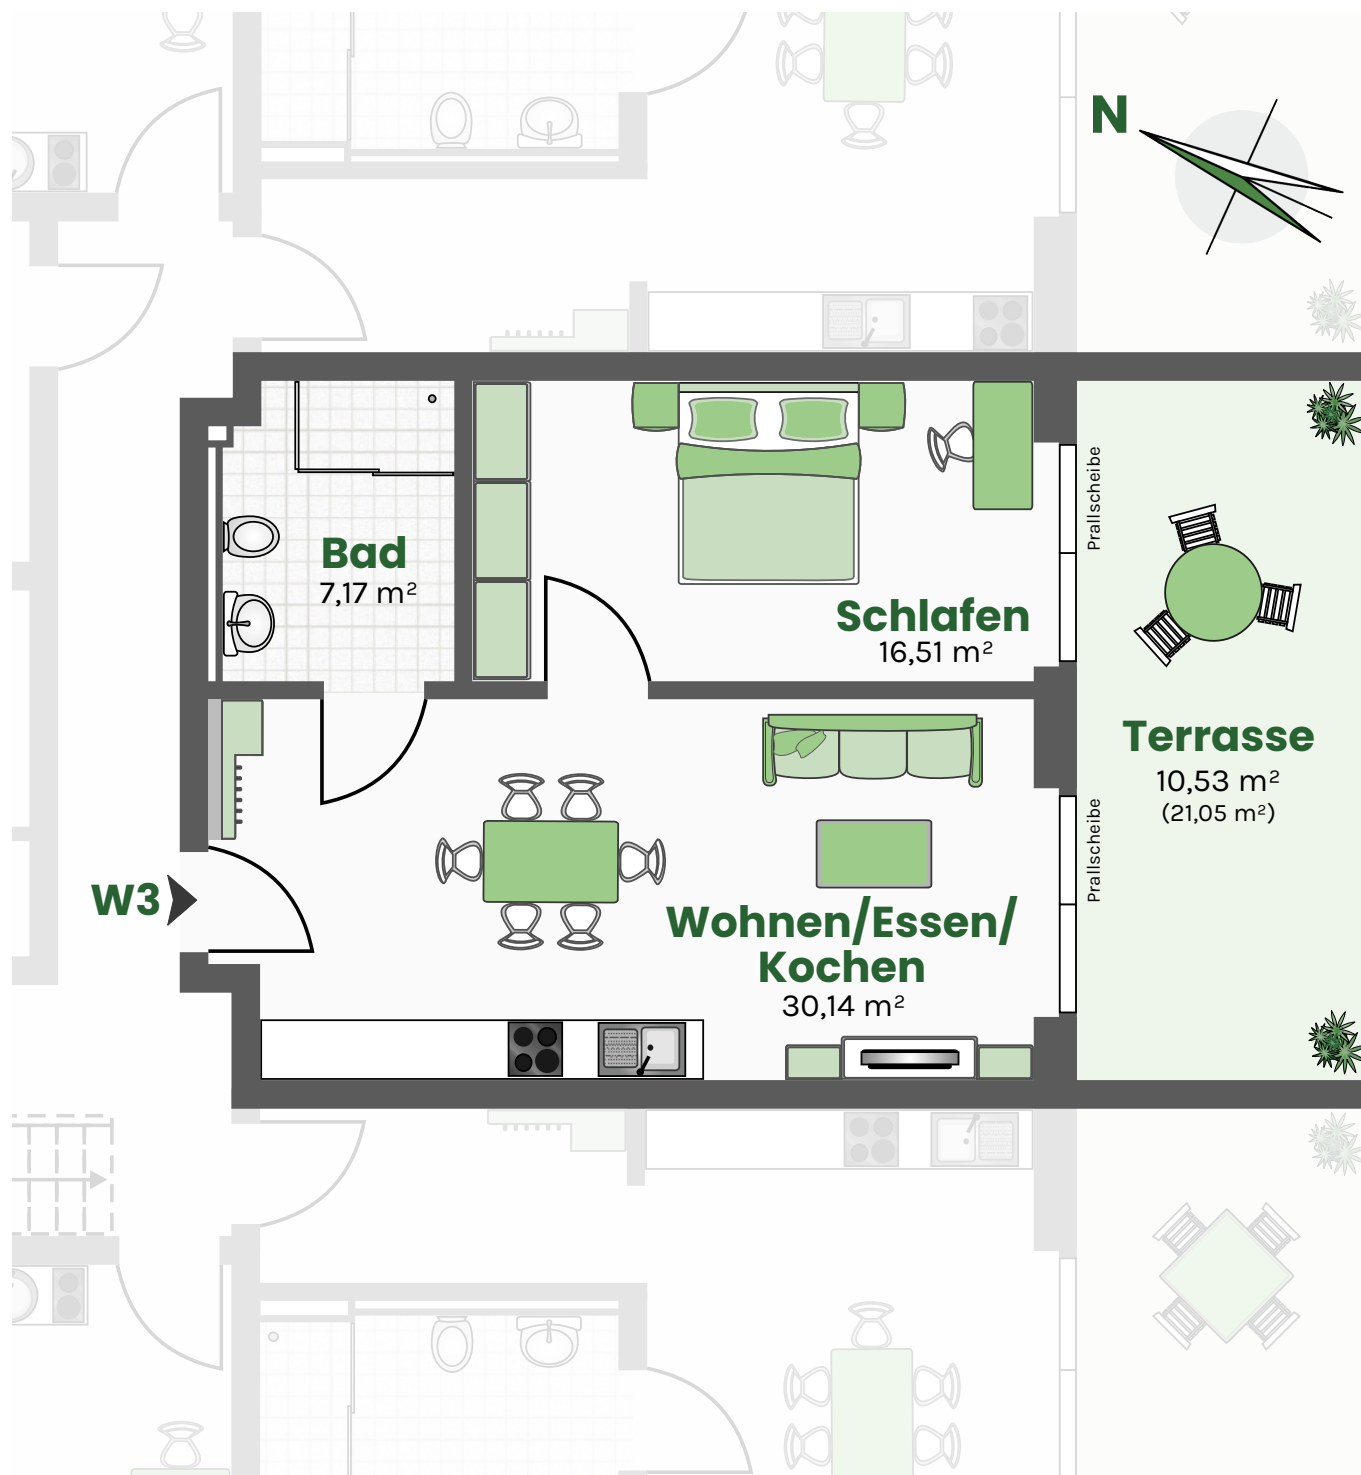 N
Prallscheibe
Bad
7,17 m²
Schlafen
16,51 m²
Terrasse
10,53 m²
(21,05 m²)
Prallscheibe
W3
Wohnen/Essen/
Kochen
30,14 m²